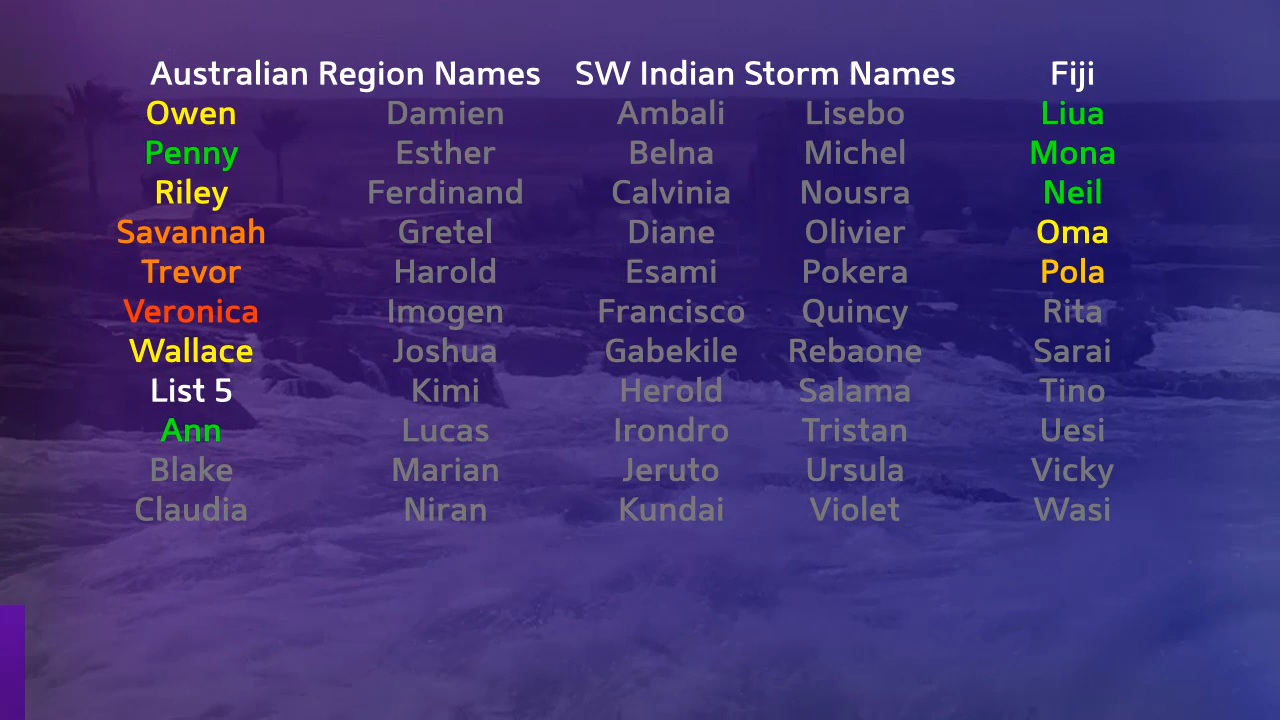 Australian Region Names SW Indian Storm Names Fiji
Owen Damien Ambali Lisebo Liua
Penny Esther Belna Michel Mona
Riley Ferdinand Calvinia Nousra Neil
Savannah Gretel Diane Olivier Oma
Trevor Harold Esami Pokera Pola
Veronica Imogen Francisco Quincy Rita
Wallace Joshua Gabekile Rebaone Sarai
List 5 Kimi Herold Salama Tino
Ann Lucas Irondro Tristan Uesi
Blake Marian Jeruto Ursula Vicky
Claudia Niran Kundai Violet Wasi